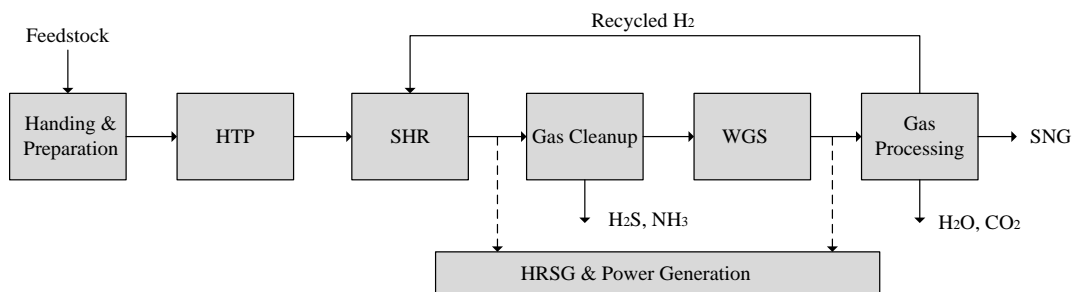 Recycled H2
Feedstock
Handing &
Preparation
HTP
SHR
Gas Cleanup
WGS
Gas
Processing
SNG
H2S, NH3
H2O, CO2
HRSG & Power Generation